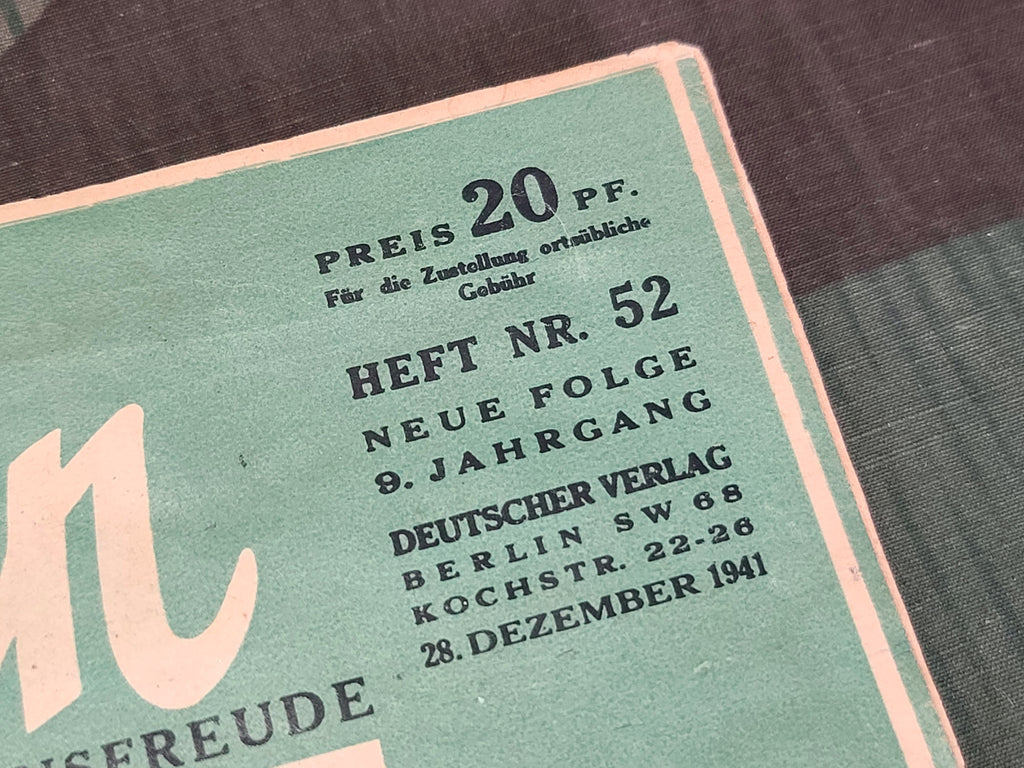 PREIS 20 PF.
Für die Zustellung ortsübliche
Gebühr
HEFT NR. 52
NEUE FOLGE
9. JAHRGANG
DEUTSCHER VERLAG
BERLIN SW 68
KOCHSTR. 22-26
28. DEZEMBER 1941
n
NSFREUDE